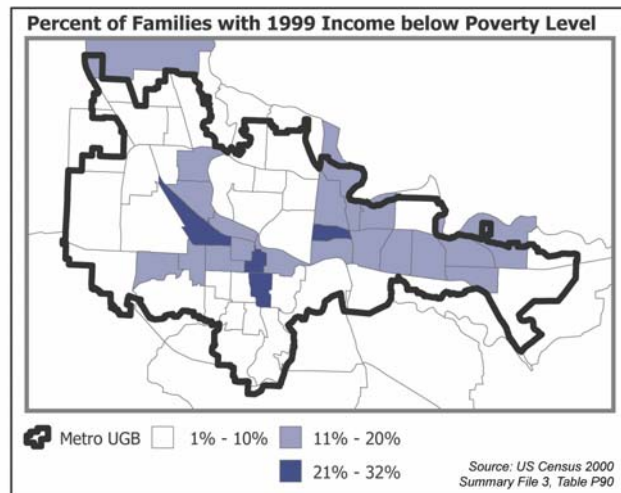 Percent of Families with 1999 Income below Poverty Level
Metro UGB
1% - 10%
11% - 20%
21% - 32%
Source: US Census 2000
Summary File 3, Table P90